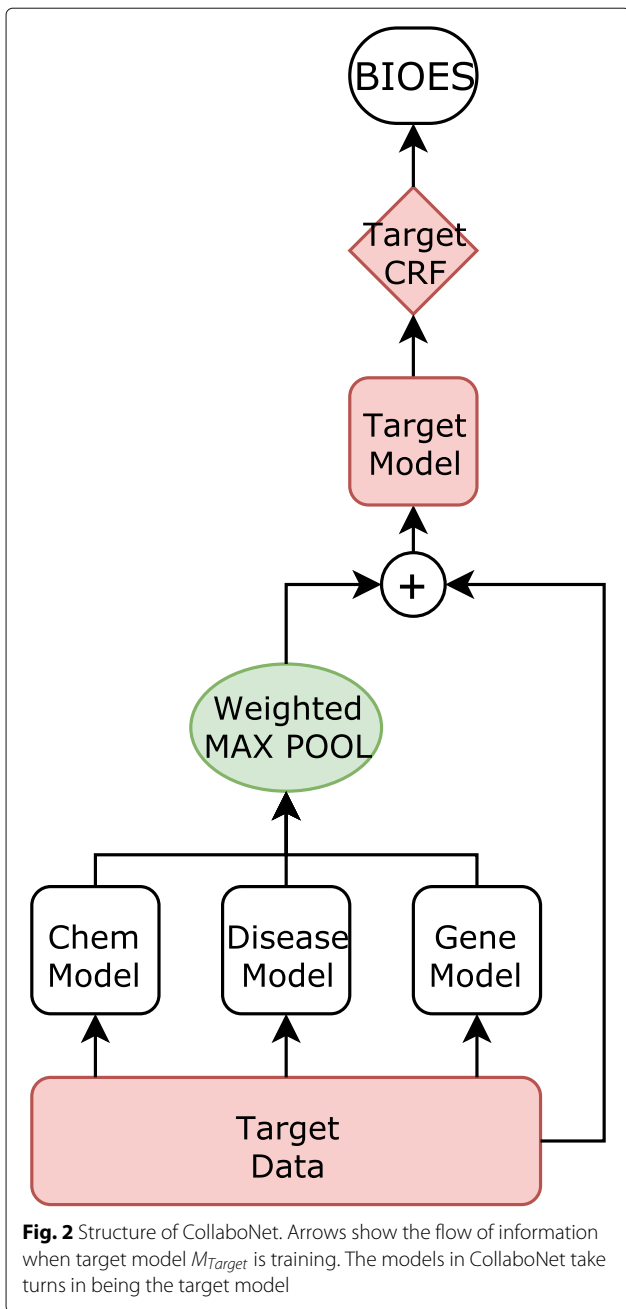 BIOES
Target
CRF
Target
Model
+
Weighted
MAX POOL
Chem
Model
Disease
Model
Gene
Model
Target
Data
Fig. 2 Structure of CollaboNet. Arrows show the flow of information
when target model M_Target is training. The models in CollaboNet take
turns in being the target model